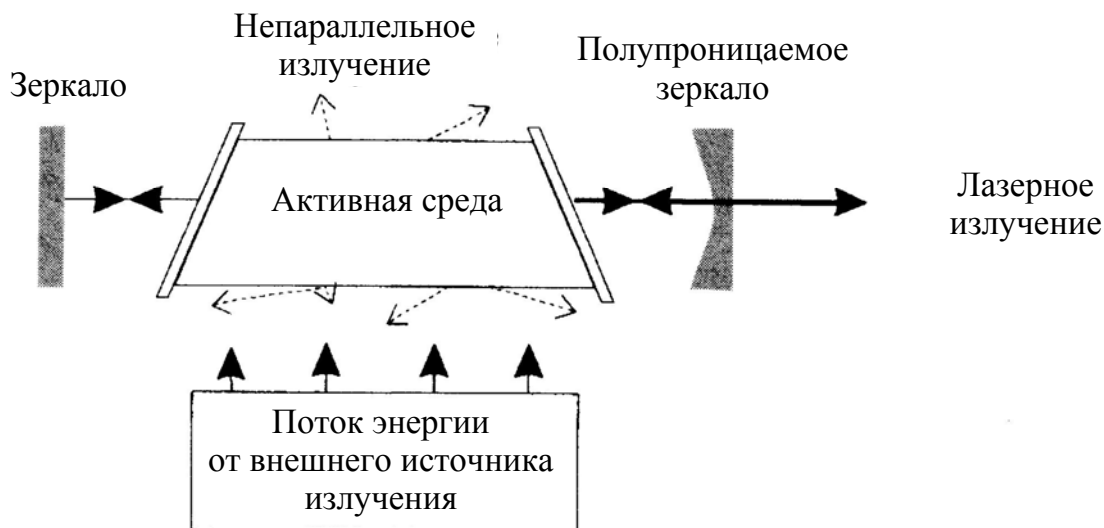 Непараллельное
излучение
Полупроницаемое
зеркало
Зеркало
Активная среда
Лазерное
излучение
Поток энергии
от внешнего источника
излучения